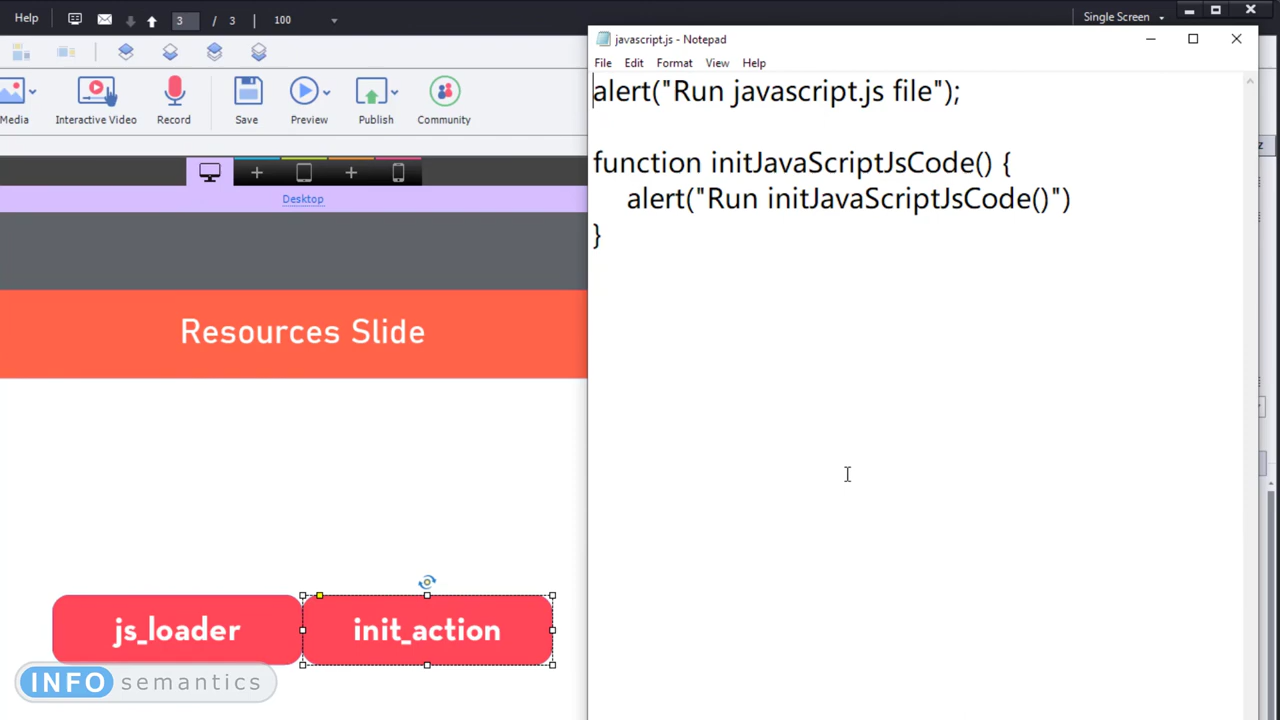 Help
3 / 3
100
Single Screen
Media
Interactive Video
Record
Save
Preview
Publish
Community
Desktop
Resources Slide
js_loader
init_action
INFO semantics
javascript.js - Notepad
File Edit Format View Help
alert("Run javascript.js file");
function initJavaScriptJsCode() {
alert("Run initJavaScriptJsCode()")
}
z